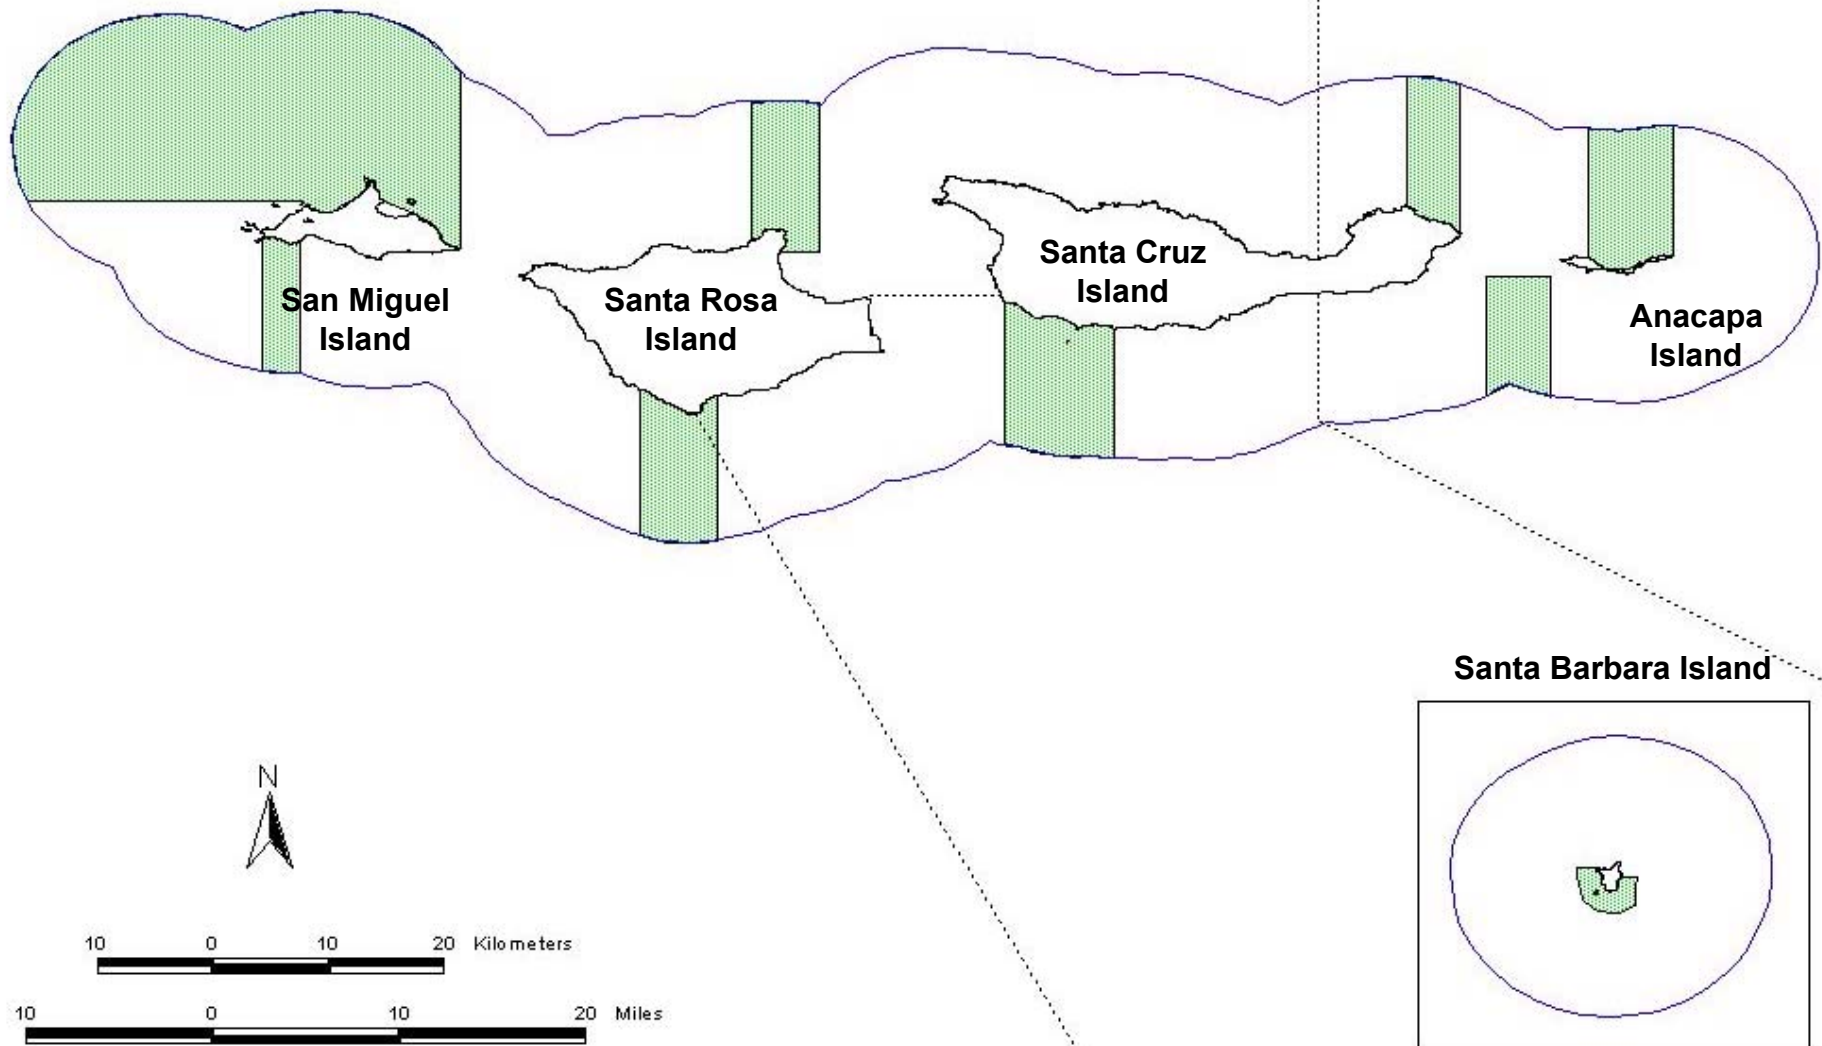 San Miguel
Island
Santa Rosa
Island
Santa Cruz
Island
Anacapa
Island
Santa Barbara Island
N
10 0 10 20 Kilometers
10 0 10 20 Miles